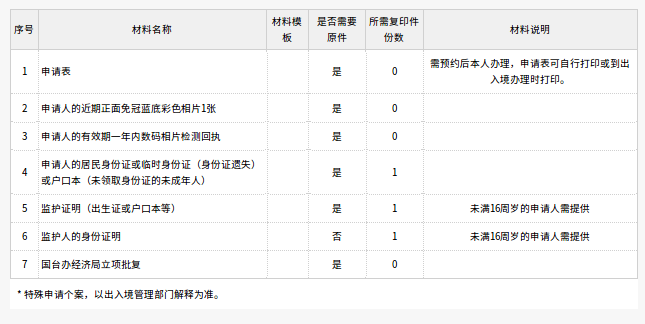 序号 材料名称 材料模板 是否需要原件 所需复印件份数 材料说明
1 申请表 是 0 需预约后本人办理，申请表可自行打印或到出入境办理时打印。
2 申请人的近期正面免冠蓝底彩色相片1张 是 0
3 申请人的有效期一年内数码相片检测回执 是 0
4 申请人的居民身份证或临时身份证（身份证遗失）或户口本（未领取身份证的未成年人） 是 1
5 监护证明（出生证或户口本等） 是 1 未满16周岁的申请人需提供
6 监护人的身份证明 否 1 未满16周岁的申请人需提供
7 国台办经济局立项批复 是 0
* 特殊申请个案，以出入境管理部门解释为准。